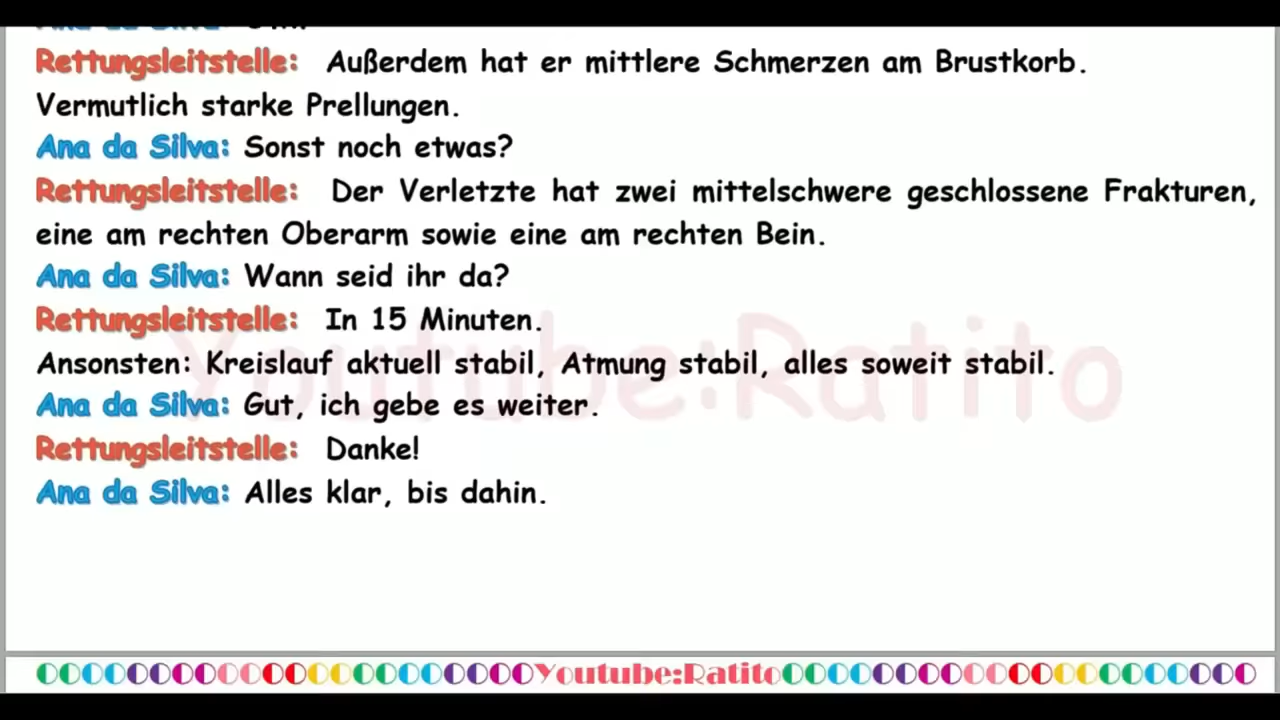 Rettungsleitstelle: Außerdem hat er mittlere Schmerzen am Brustkorb.
Vermutlich starke Prellungen.
Ana da Silva: Sonst noch etwas?
Rettungsleitstelle: Der Verletzte hat zwei mittelschwere geschlossene Frakturen,
eine am rechten Oberarm sowie eine am rechten Bein.
Ana da Silva: Wann seid ihr da?
Rettungsleitstelle: In 15 Minuten.
Youtube:Ratito
Ansonsten: Kreislauf aktuell stabil, Atmung stabil, alles soweit stabil.
Ana da Silva: Gut, ich gebe es weiter.
Rettungsleitstelle: Danke!
Ana da Silva: Alles klar, bis dahin.
Youtube:Ratito